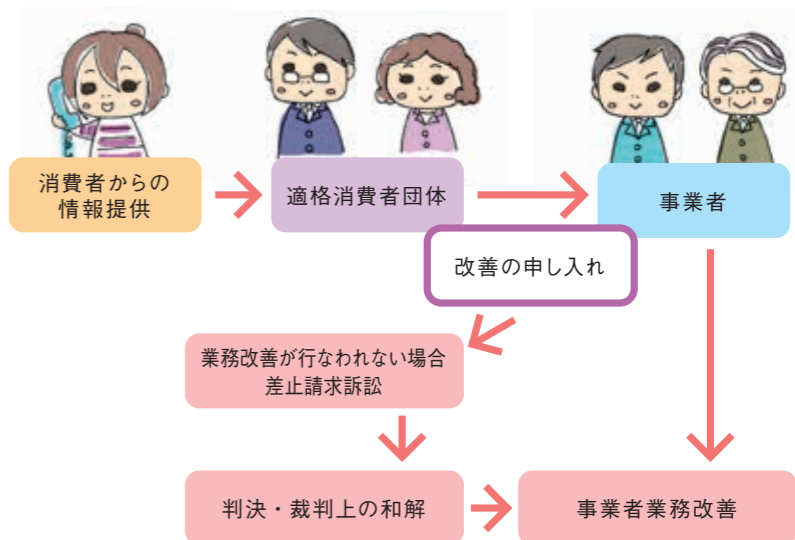 消費者からの
情報提供
適格消費者団体
事業者
改善の申し入れ
業務改善が行なわれない場合
差止請求訴訟
判決・裁判上の和解
事業者業務改善